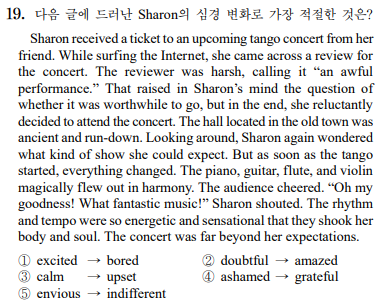 19. 다음 글에 드러난 Sharon의 심경 변화로 가장 적절한 것은?
Sharon received a ticket to an upcoming tango concert from her
friend. While surfing the Internet, she came across a review for
the concert. The reviewer was harsh, calling it “an awful
performance.” That raised in Sharon’s mind the question of
whether it was worthwhile to go, but in the end, she reluctantly
decided to attend the concert. The hall located in the old town was
ancient and run-down. Looking around, Sharon again wondered
what kind of show she could expect. But as soon as the tango
started, everything changed. The piano, guitar, flute, and violin
magically flew out in harmony. The audience cheered. “Oh my
goodness! What fantastic music!” Sharon shouted. The rhythm
and tempo were so energetic and sensational that they shook her
body and soul. The concert was far beyond her expectations.
① excited → bored ② doubtful → amazed
③ calm → upset ④ ashamed → grateful
⑤ envious → indifferent